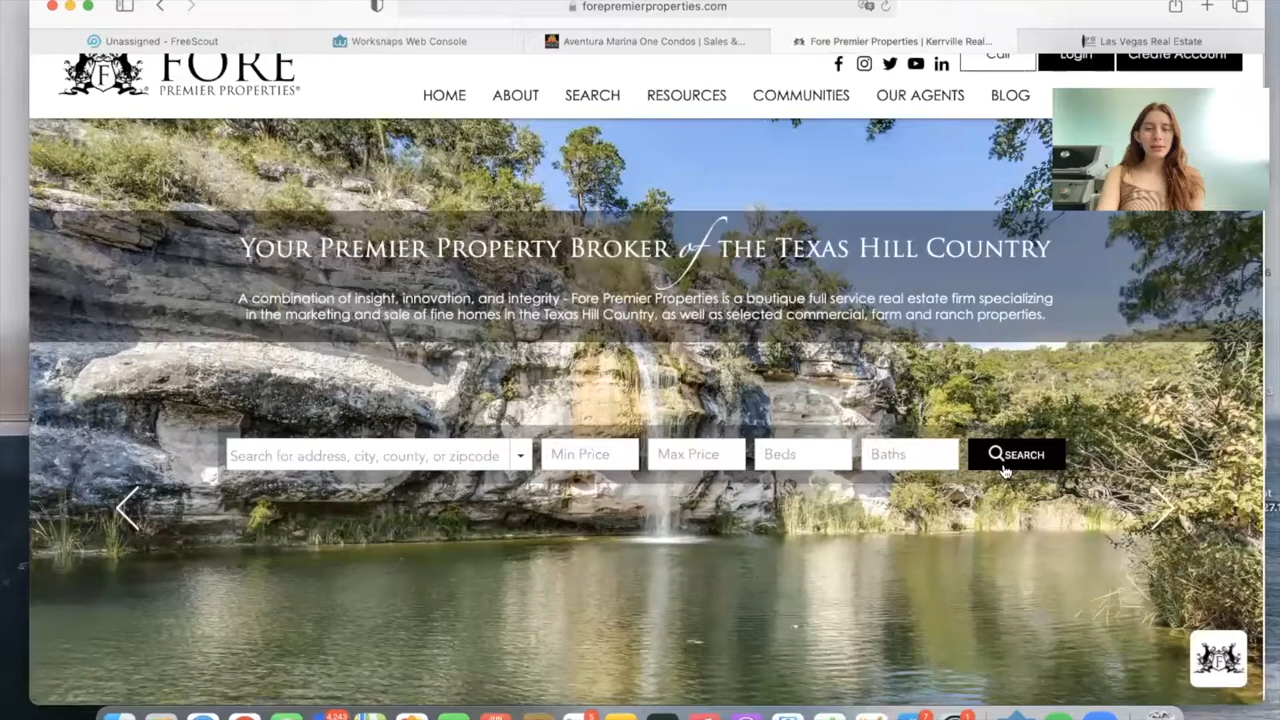 forepremierproperties.com
Unassigned - FreeScout
Worksnaps Web Console
Aventura Marina One Condos | Sales &...
Fore Premier Properties | Kerrville Real...
Las Vegas Real Estate
FORE
PREMIER PROPERTIES®
Call
Login
Create Account
HOME
ABOUT
SEARCH
RESOURCES
COMMUNITIES
OUR AGENTS
BLOG
YOUR PREMIER PROPERTY BROKER of THE TEXAS HILL COUNTRY
A combination of insight, innovation, and integrity - Fore Premier Properties is a boutique full service real estate firm specializing
in the marketing and sale of fine homes in the Texas Hill Country, as well as selected commercial, farm and ranch properties.
Search for address, city, county, or zipcode
Min Price
Max Price
Beds
Baths
SEARCH
F
4,243